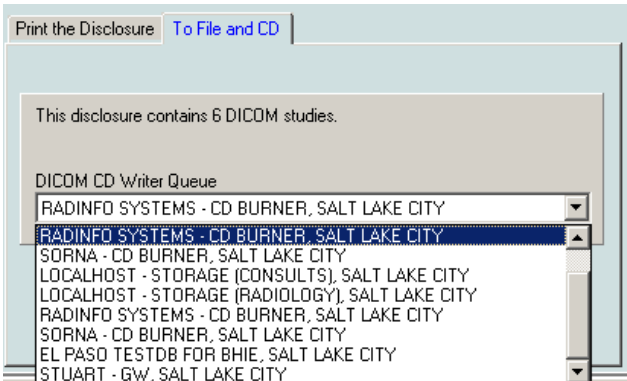 Print the Disclosure To File and CD
This disclosure contains 6 DICOM studies.
DICOM CD Writer Queue
RADINFO SYSTEMS - CD BURNER, SALT LAKE CITY
RADINFO SYSTEMS - CD BURNER, SALT LAKE CITY
SORNA - CD BURNER, SALT LAKE CITY
LOCALHOST - STORAGE (CONSULTS), SALT LAKE CITY
LOCALHOST - STORAGE (RADIOLOGY), SALT LAKE CITY
RADINFO SYSTEMS - CD BURNER, SALT LAKE CITY
SORNA - CD BURNER, SALT LAKE CITY
EL PASO TESTDB FOR BHIE, SALT LAKE CITY
STUART - GW, SALT LAKE CITY